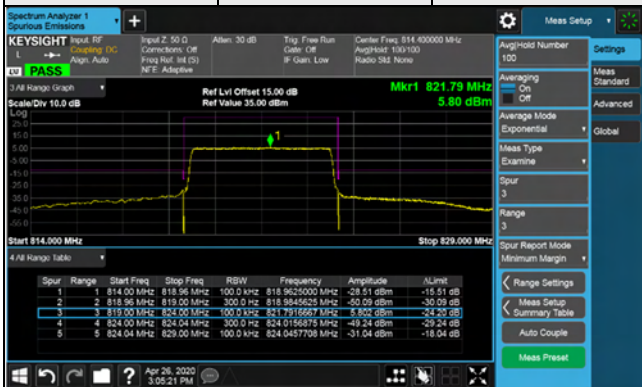 Spectrum Analyzer 1
Spurious Emissions
+
Meas Setup
KEYSIGHT
L
Input: RF
Coupling: DC
Align: Auto
Input Z: 50 Ω
Corrections: Off
Freq Ref: Int (S)
NFE: Adaptive
Atten: 30 dB
Trig: Free Run
Gate: Off
IF Gain: Low
Center Freq: 814.400000 MHz
Avg|Hold: 100/100
Radio Std: None
PASS
3 All Range Graph
Scale/Div 10.0 dB
Ref Lvl Offset 15.00 dB
Ref Value 35.00 dBm
Mkr1 821.79 MHz
5.80 dBm
Log
25.0
15.0
5.00
-5.00
-15.0
-25.0
-35.0
-45.0
-55.0
1
Start 814.000 MHz
Stop 829.000 MHz
4 All Range Table
Spur Range Start Freq Stop Freq RBW Frequency Amplitude ΔLimit
1 1 814.00 MHz 818.96 MHz 100.0 kHz 818.9625000 MHz -28.51 dBm -15.51 dB
2 2 818.96 MHz 819.00 MHz 300.0 Hz 818.9845625 MHz -50.09 dBm -30.09 dB
3 3 819.00 MHz 824.00 MHz 100.0 kHz 821.7916667 MHz 5.802 dBm -24.20 dB
4 4 824.00 MHz 824.04 MHz 300.0 Hz 824.0156875 MHz -49.24 dBm -29.24 dB
5 5 824.04 MHz 829.00 MHz 100.0 kHz 824.0457708 MHz -31.04 dBm -18.04 dB
Avg|Hold Number
100
Averaging
On
Off
Average Mode
Exponential
Meas Type
Examine
Spur
3
Range
3
Spur Report Mode
Minimum Margin
Range Settings
Meas Setup
Summary Table
Auto Couple
Meas Preset
Settings
Meas
Standard
Advanced
Global
?
Apr 26, 2020
3:05:21 PM